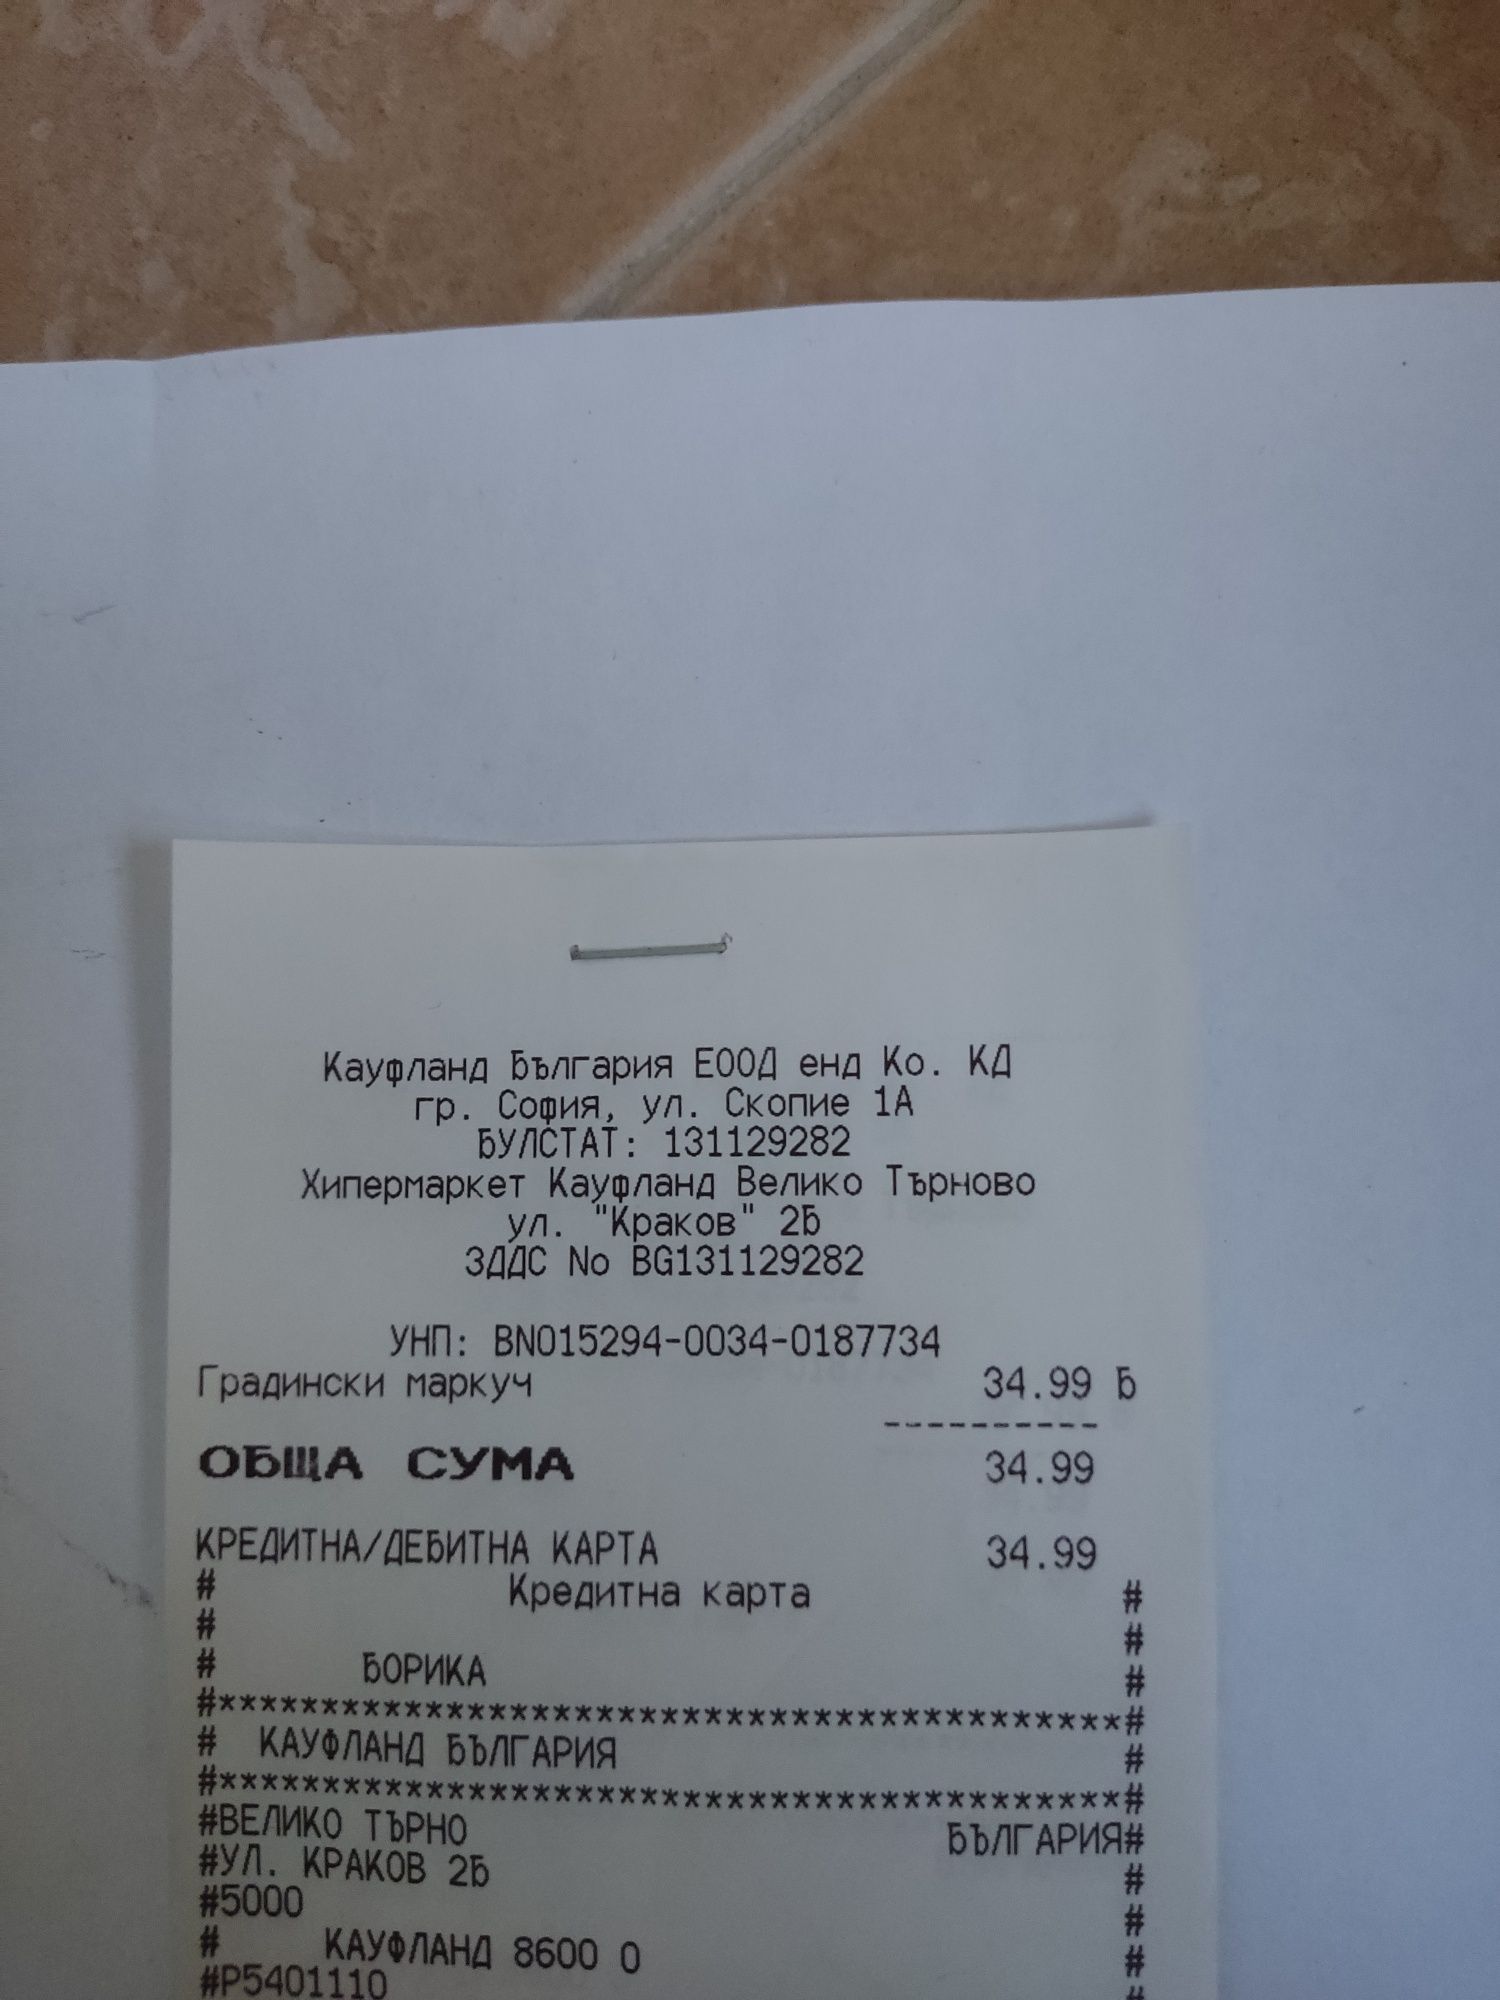 Кауфланд България ЕООД енд Ко. КД
гр. София, ул. Скопие 1А
БУЛСТАТ: 131129282
Хипермаркет Кауфланд Велико Търново
ул. "Краков" 2Б
ЗДДС No BG131129282
УНП: BN015294-0034-0187734
Градински маркуч 34.99 Б
----------
ОБЩА СУМА 34.99
КРЕДИТНА/ДЕБИТНА КАРТА 34.99
# Кредитна карта #
# #
# БОРИКА #
#********************************************#
# КАУФЛАНД БЪЛГАРИЯ #
#********************************************#
#ВЕЛИКО ТЪРНО БЪЛГАРИЯ#
#УЛ. КРАКОВ 2Б #
#5000 #
# КАУФЛАНД 8600 0 #
#P5401110 #